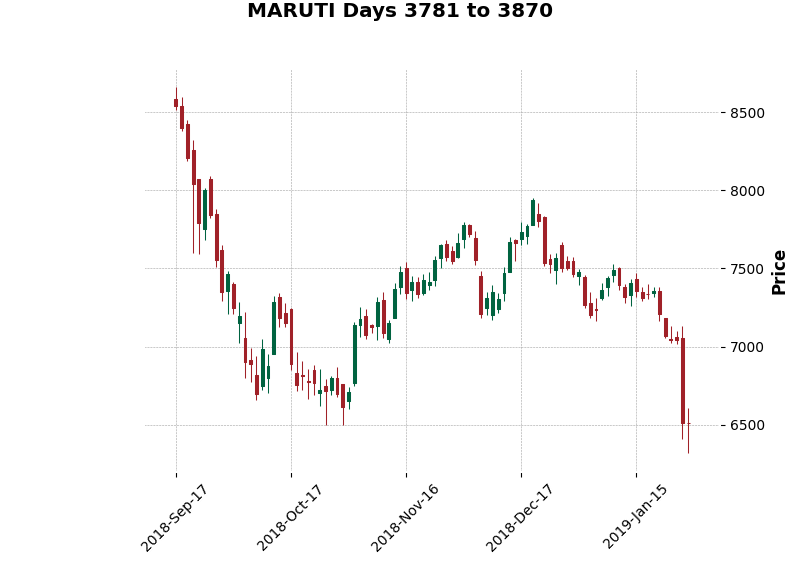 MARUTI Days 3781 to 3870
8500
8000
7500
7000
6500
Price
2018-Sep-17
2018-Oct-17
2018-Nov-16
2018-Dec-17
2019-Jan-15